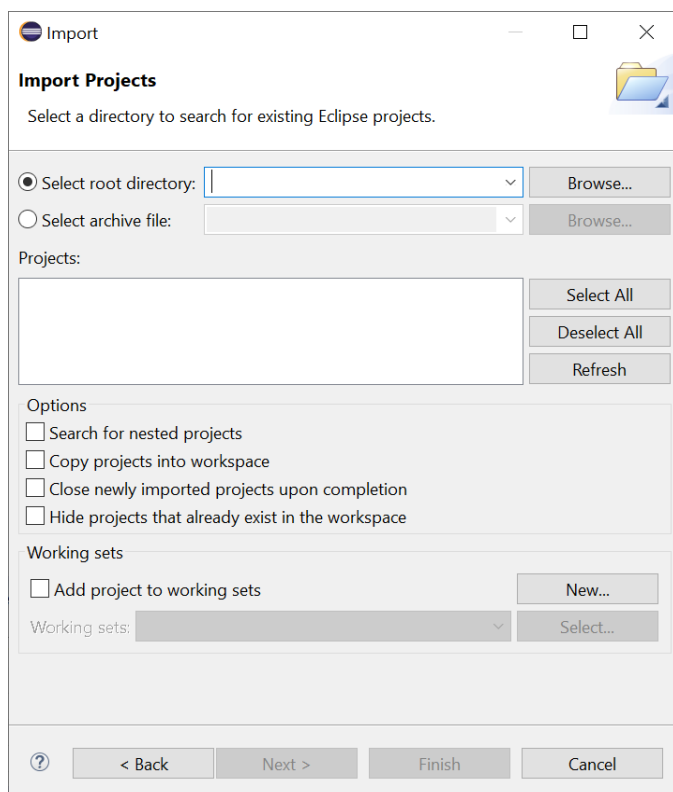 Import
Import Projects
Select a directory to search for existing Eclipse projects.
Select root directory:
Browse...
Select archive file:
Browse...
Projects:
Select All
Deselect All
Refresh
Options
Search for nested projects
Copy projects into workspace
Close newly imported projects upon completion
Hide projects that already exist in the workspace
Working sets
Add project to working sets
New...
Working sets:
Select...
?
< Back
Next >
Finish
Cancel